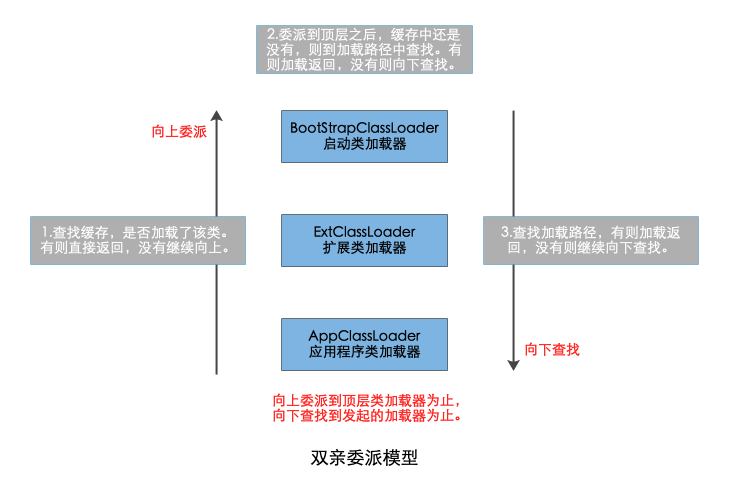 2.委派到顶层之后，缓存中还是
没有，则到加载路径中查找。有
则加载返回，没有则向下查找。
向上委派
BootStrapClassLoader
启动类加载器
1.查找缓存，是否加载了该类。
有则直接返回，没有继续向上。
ExtClassLoader
扩展类加载器
3.查找加载路径，有则加载返
回，没有则继续向下查找。
AppClassLoader
应用程序类加载器
向下查找
向上委派到顶层类加载器为止，
向下查找到发起的加载器为止。
双亲委派模型